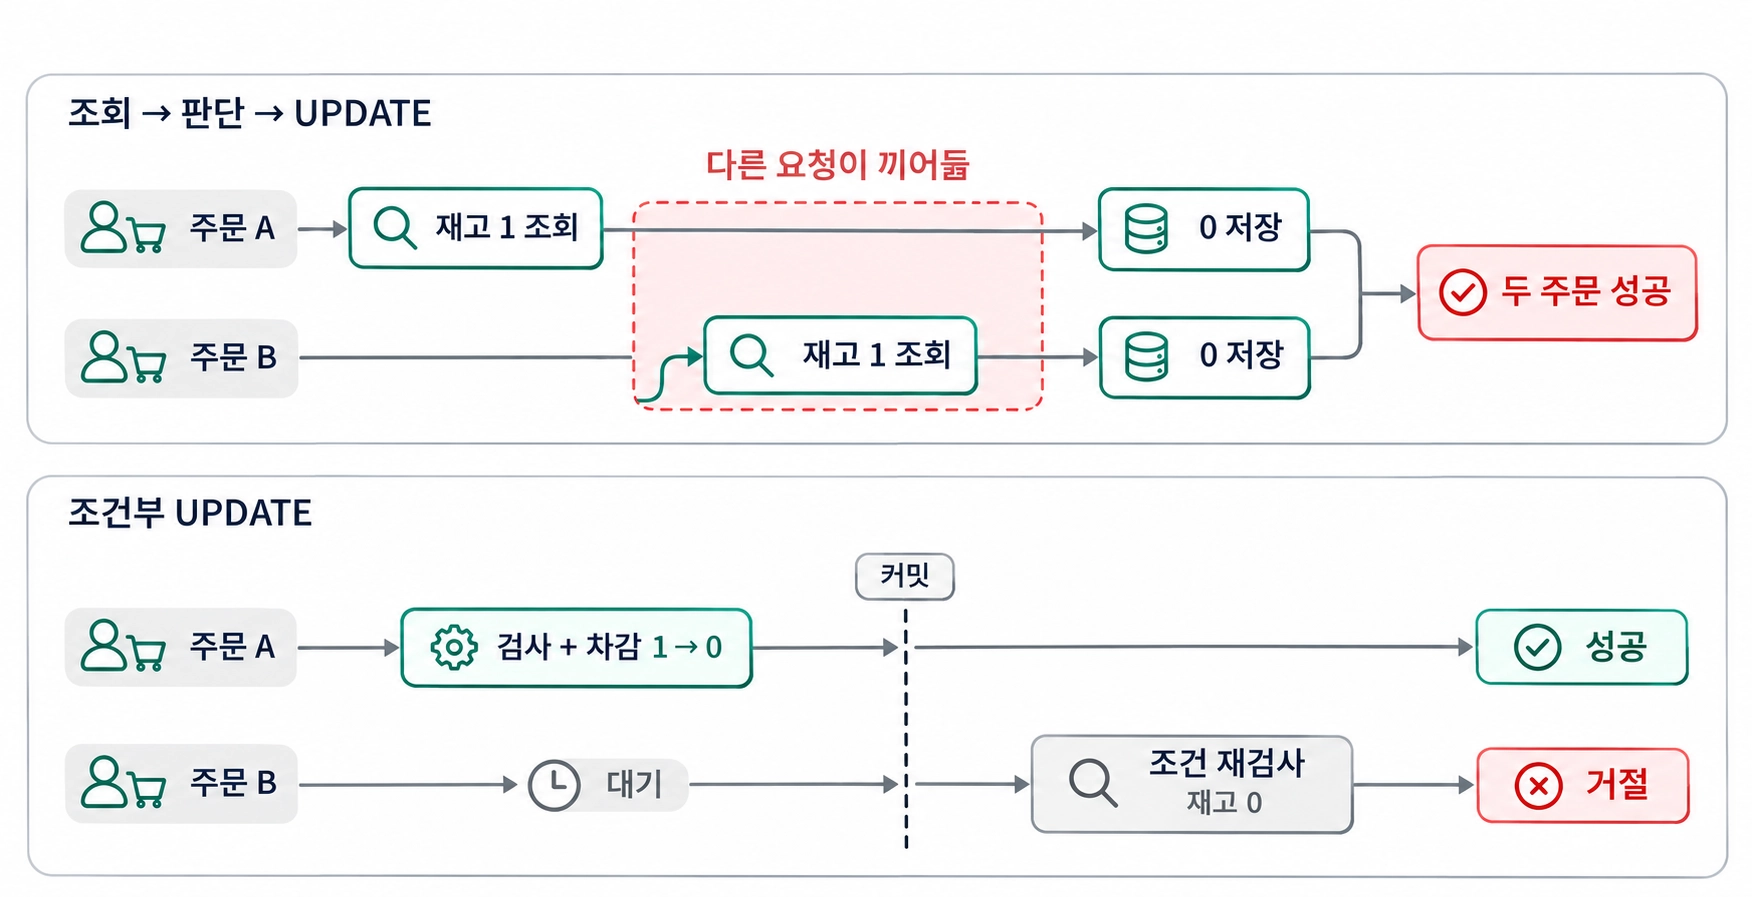 조회 → 판단 → UPDATE
다른 요청이 끼어듦
주문 A
재고 1 조회
0 저장
두 주문 성공
주문 B
재고 1 조회
0 저장
조건부 UPDATE
커밋
주문 A
검사 + 차감 1 → 0
성공
주문 B
대기
조건 재검사
재고 0
거절